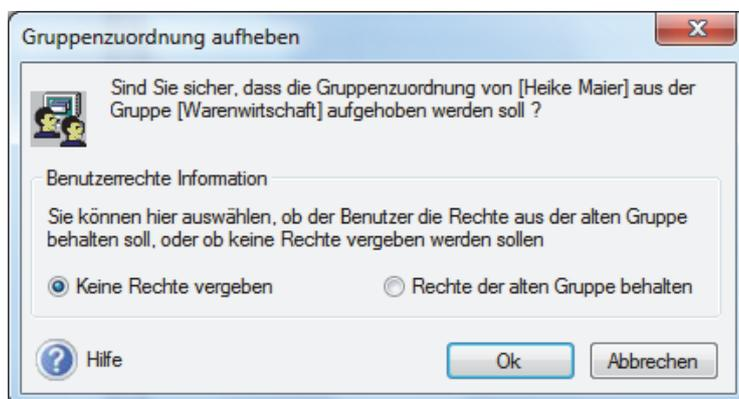 Gruppenzuordnung aufheben
Sind Sie sicher, dass die Gruppenzuordnung von [Heike Maier] aus der
Gruppe [Warenwirtschaft] aufgehoben werden soll ?
Benutzerrechte Information
Sie können hier auswählen, ob der Benutzer die Rechte aus der alten Gruppe
behalten soll, oder ob keine Rechte vergeben werden sollen
Keine Rechte vergeben
Rechte der alten Gruppe behalten
Hilfe
Ok
Abbrechen